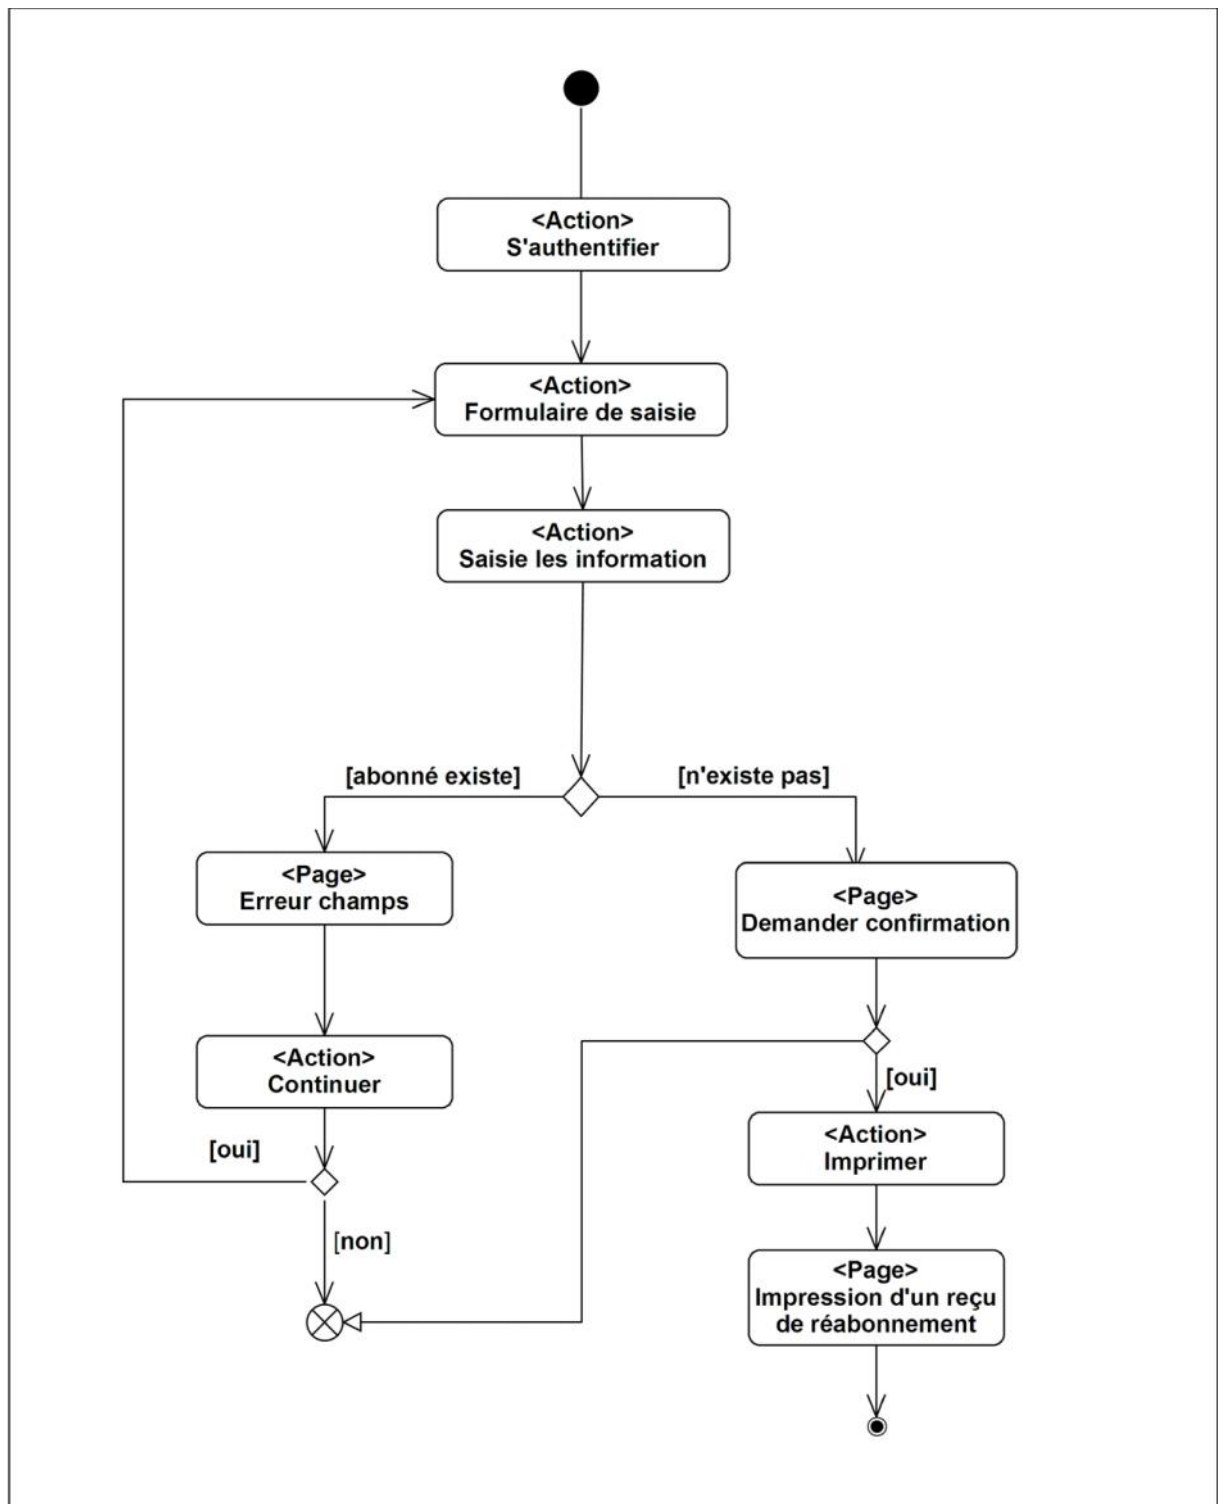 <Action>
S'authentifier
<Action>
Formulaire de saisie
<Action>
Saisie les information
[abonné existe]
[n'existe pas]
<Page>
Erreur champs
<Page>
Demander confirmation
<Action>
Continuer
[oui]
[oui]
<Action>
Imprimer
[non]
<Page>
Impression d'un reçu
de réabonnement